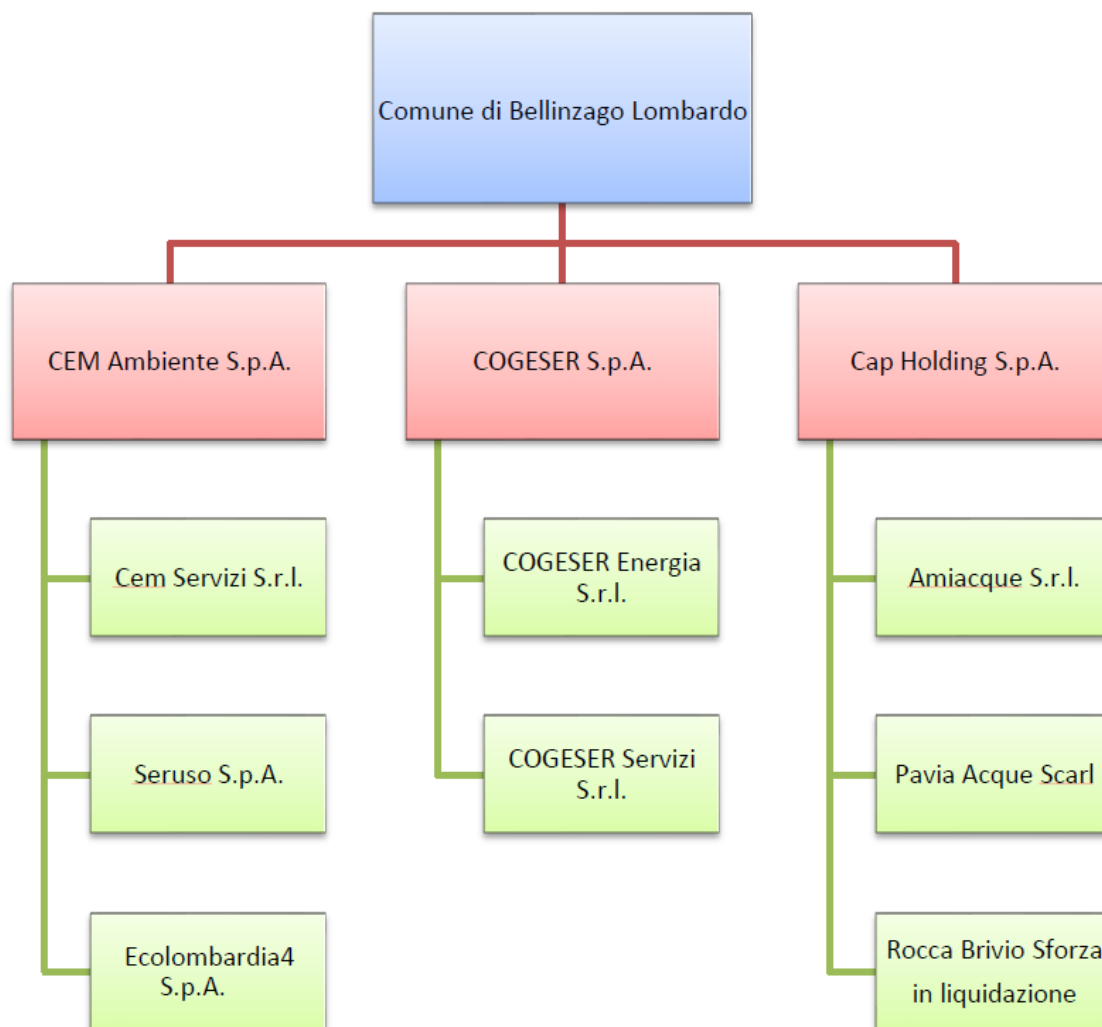 Comune di Bellinzago Lombardo
CEM Ambiente S.p.A.
COGESER S.p.A.
Cap Holding S.p.A.
Cem Servizi S.r.l.
COGESER Energia
S.r.l.
Amiacque S.r.l.
Seruso S.p.A.
COGESER Servizi
S.r.l.
Pavia Acque Scarl
Ecolombardia4
S.p.A.
Rocca Brivio Sforza
in liquidazione